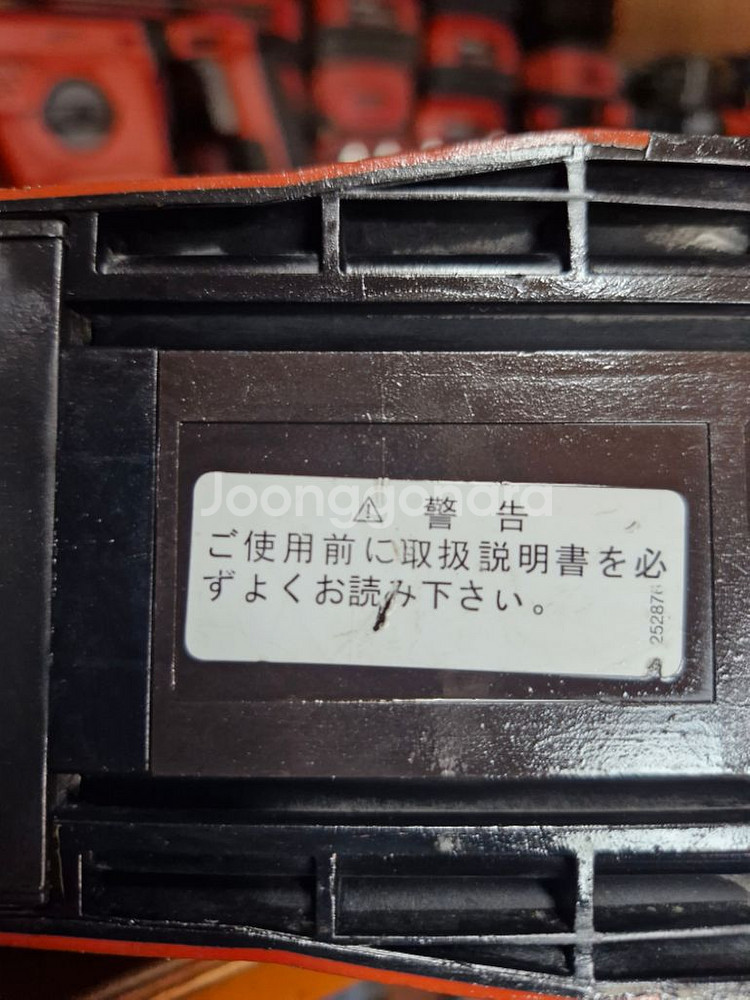 Joonggonara
⚠ 警告
ご使用前に取扱説明書を必
ずよくお読み下さい。